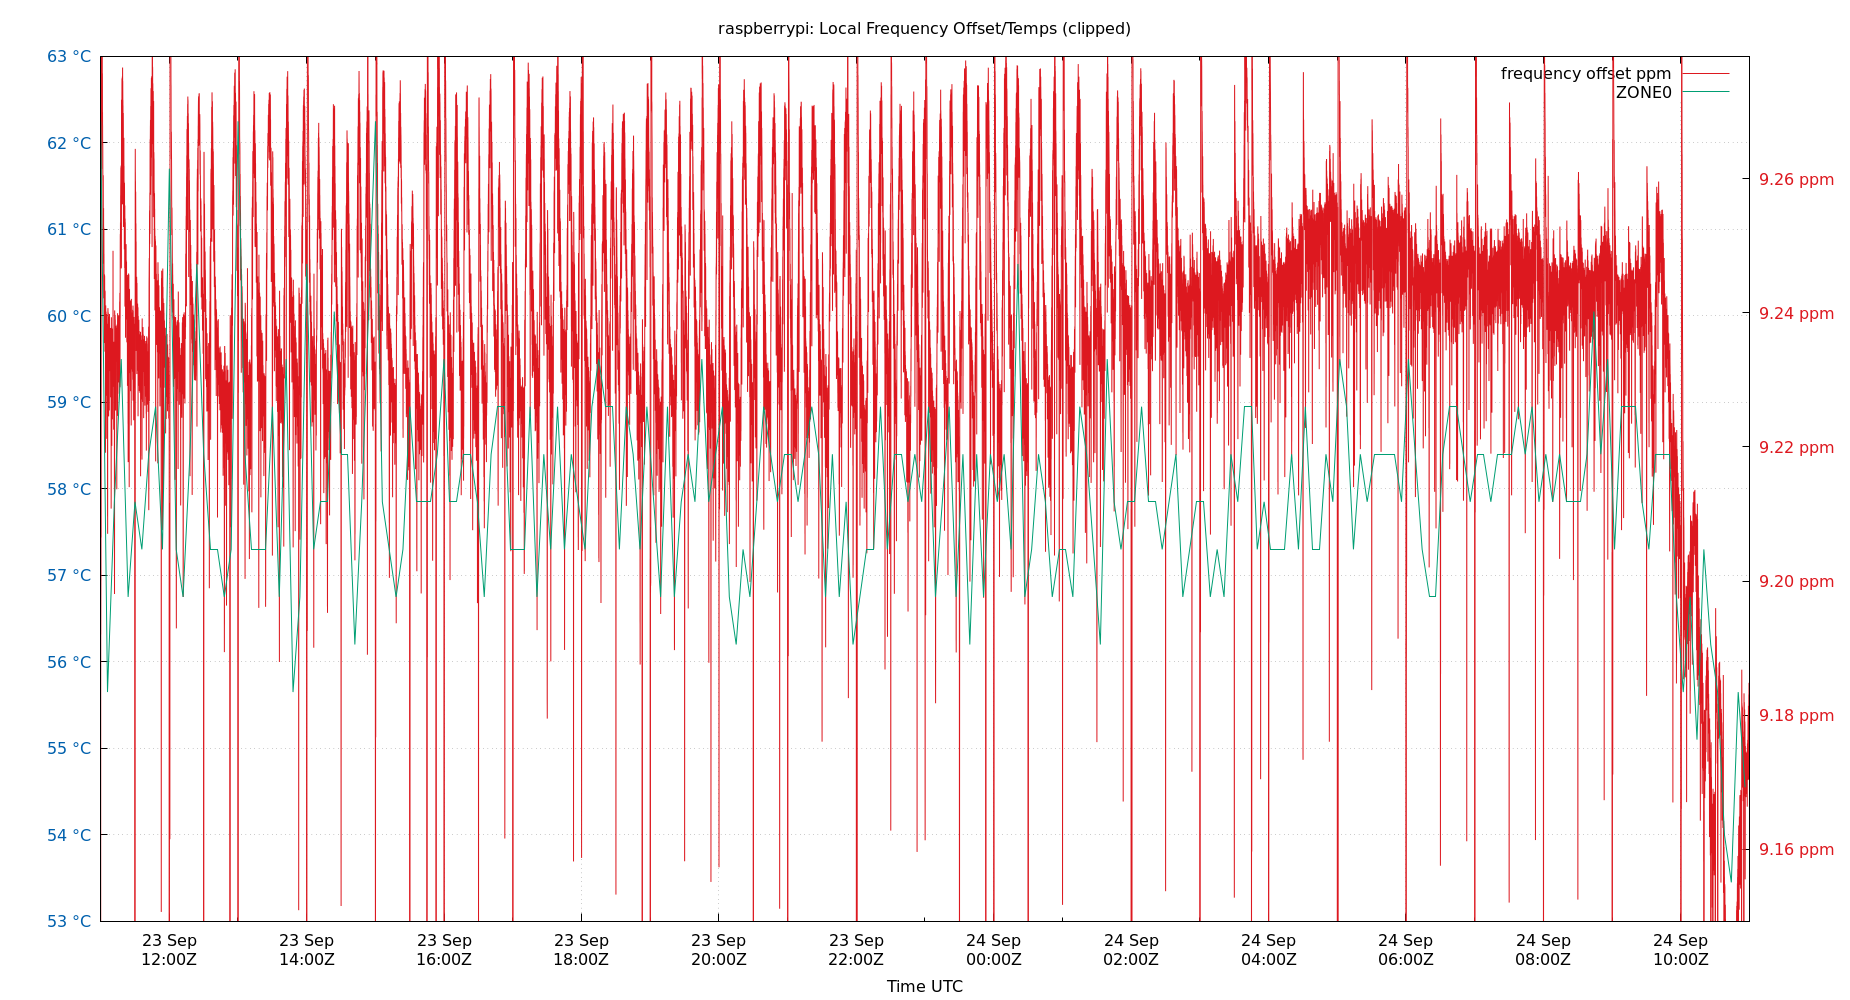 raspberrypi: Local Frequency Offset/Temps (clipped)
63 °C
62 °C
61 °C
60 °C
59 °C
58 °C
57 °C
56 °C
55 °C
54 °C
53 °C
frequency offset ppm
ZONE0
9.26 ppm
9.24 ppm
9.22 ppm
9.20 ppm
9.18 ppm
9.16 ppm
23 Sep 23 Sep 23 Sep 23 Sep 23 Sep 23 Sep 24 Sep 24 Sep 24 Sep 24 Sep 24 Sep 24 Sep
12:00Z 14:00Z 16:00Z 18:00Z 20:00Z 22:00Z 00:00Z 02:00Z 04:00Z 06:00Z 08:00Z 10:00Z
Time UTC